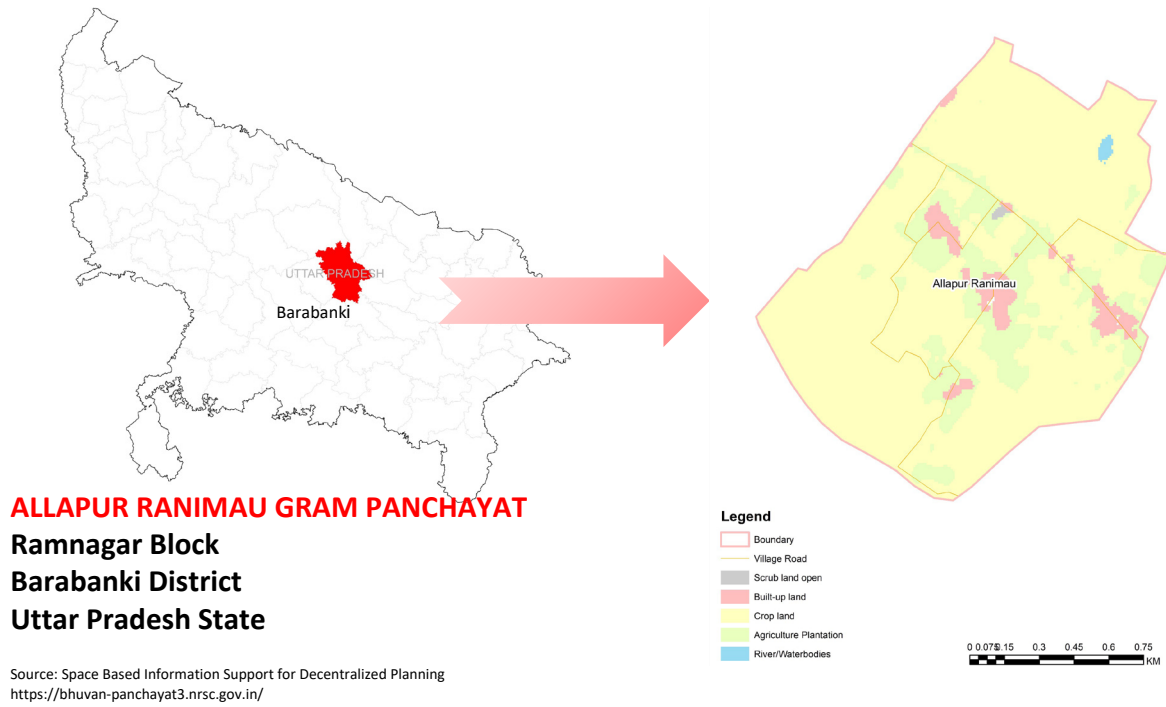 UTTAR PRADESH
Barabanki
Allapur Ranimau
ALLAPUR RANIMAU GRAM PANCHAYAT
Ramnagar Block
Barabanki District
Uttar Pradesh State
Source: Space Based Information Support for Decentralized Planning
https://bhuvan-panchayat3.nrsc.gov.in/
Legend
Boundary
Village Road
Scrub land open
Built-up land
Crop land
Agriculture Plantation
River/Waterbodies
0 0.075 0.15 0.3 0.45 0.6 0.75
KM